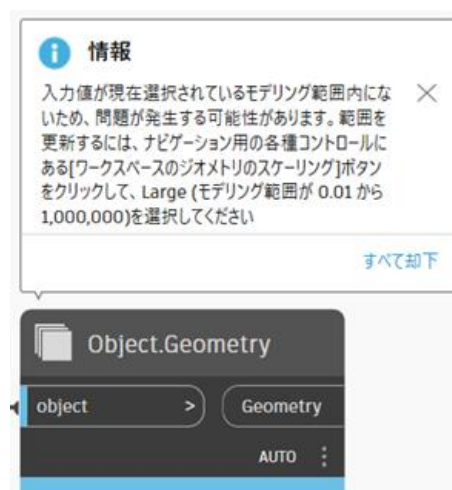 情報
入力値が現在選択されているモデリング範囲内にな
いため、問題が発生する可能性があります。範囲を
更新するには、ナビゲーション用の各種コントロールに
ある[ワークスペースのジオメトリのスケーリング]ボタン
をクリックして、Large (モデリング範囲が 0.01 から
1,000,000)を選択してください
すべて却下
Object.Geometry
object > Geometry
AUTO